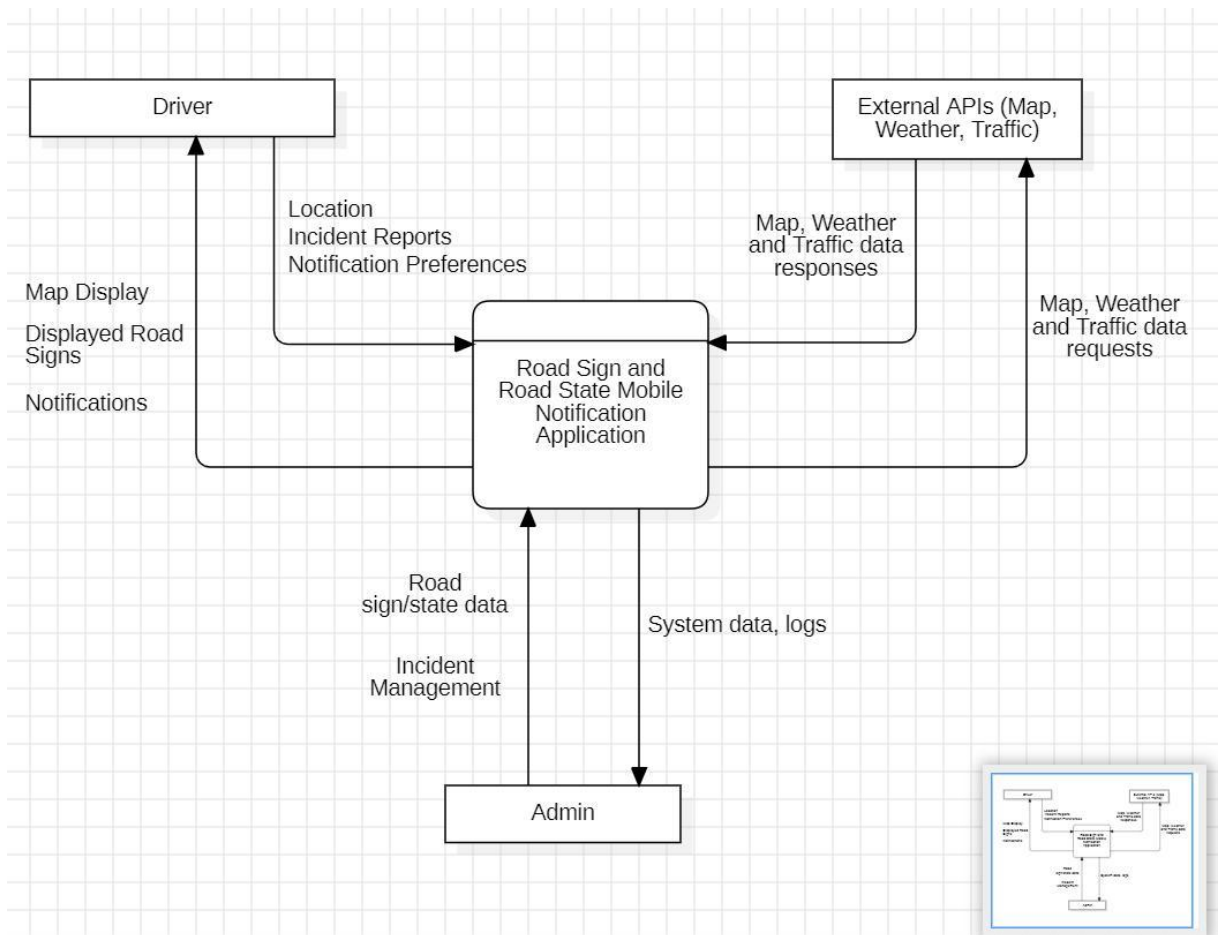 Driver
External APIs (Map,
Weather, Traffic)
Location
Incident Reports
Notification Preferences
Map, Weather
and Traffic data
responses
Map Display
Displayed Road
Signs
Notifications
Map, Weather
and Traffic data
requests
Road Sign and
Road State Mobile
Notification
Application
Road
sign/state data
Incident
Management
System data, logs
Admin